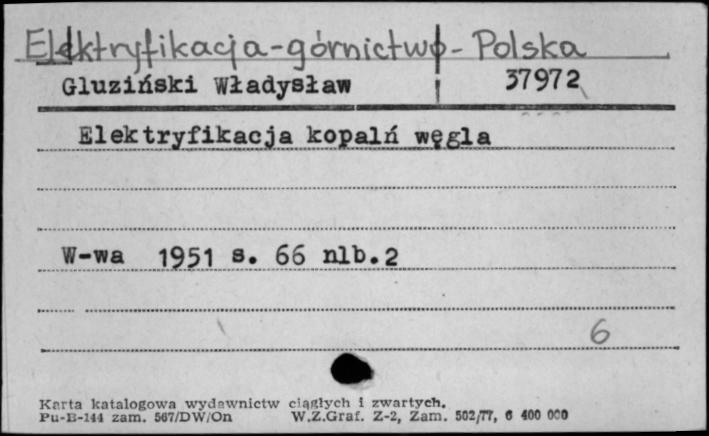 Elektryfikacja-górnictwo-Polska
Gluziński Władysław 37972
Elektryfikacja kopalń węgla
W-wa 1951 s. 66 nlb.2
6
Karta katalogowa wydawnictw ciągłych i zwartych.
Pu-B-144 zam. 567/DW/On W.Z.Graf. Z-2, Zam. 502/77, 6 400 000